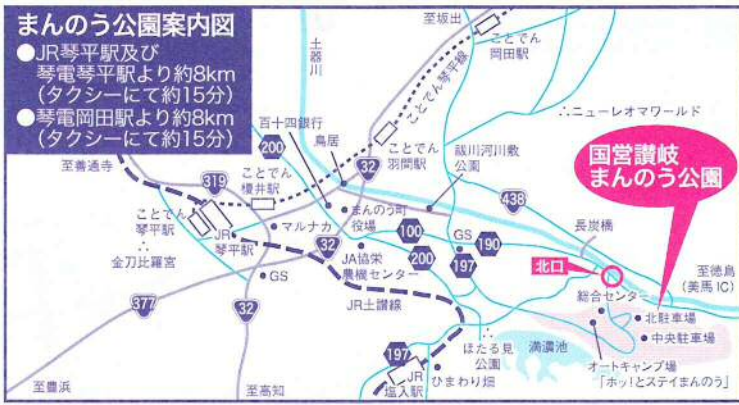 まんのう公園案内図
●JR琴平駅及び
琴電琴平駅より約8km
(タクシーにて約15分)
●琴電岡田駅より約8km
(タクシーにて約15分)
至坂出
ことでん
岡田駅
土器川
ことでん琴平線
∴ニューレオマワールド
百十四銀行
鳥居
200
至善通寺
ことでん
榎井駅
319
32
ことでん
羽間駅
祓川河川敷
公園
国営讃岐
まんのう公園
438
ことでん
琴平駅
JR
琴平駅
マルナカ
まんのう町
役場
100
GS
190
長炭橋
∴
金刀比羅宮
32
JA協栄
農機センター
200
197
北口
至徳島
(美馬IC)
GS
377
32
JR土讃線
総合センター
北駐車場
中央駐車場
∴
ほたる見
公園
満濃池
オートキャンプ場
「ホッ!とステイまんのう」
197
JR
塩入駅
ひまわり畑
至豊浜
至高知